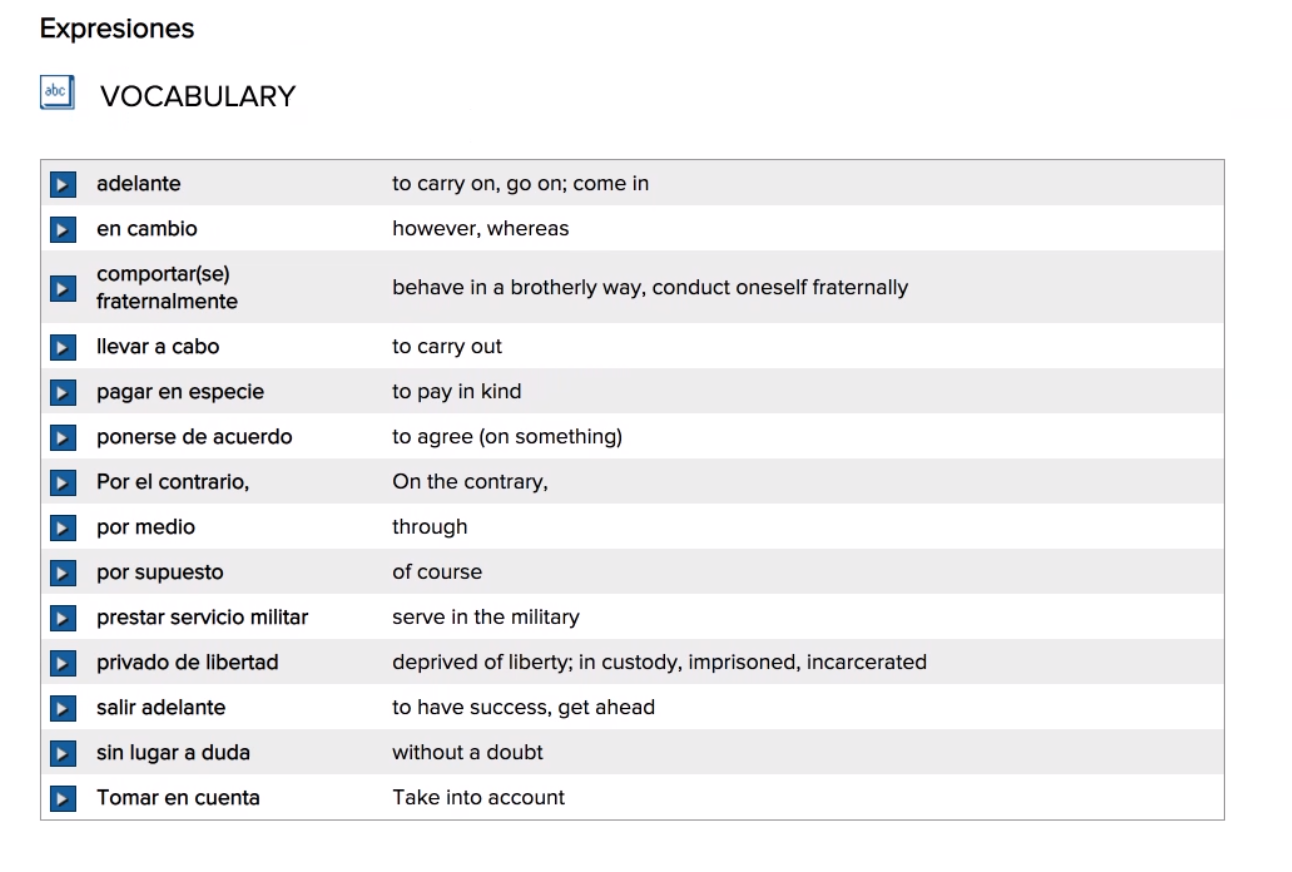 Expresiones
abc
VOCABULARY
adelante to carry on, go on; come in
en cambio however, whereas
comportar(se)
fraternalmente behave in a brotherly way, conduct oneself fraternally
llevar a cabo to carry out
pagar en especie to pay in kind
ponerse de acuerdo to agree (on something)
Por el contrario, On the contrary,
por medio through
por supuesto of course
prestar servicio militar serve in the military
privado de libertad deprived of liberty; in custody, imprisoned, incarcerated
salir adelante to have success, get ahead
sin lugar a duda without a doubt
Tomar en cuenta Take into account